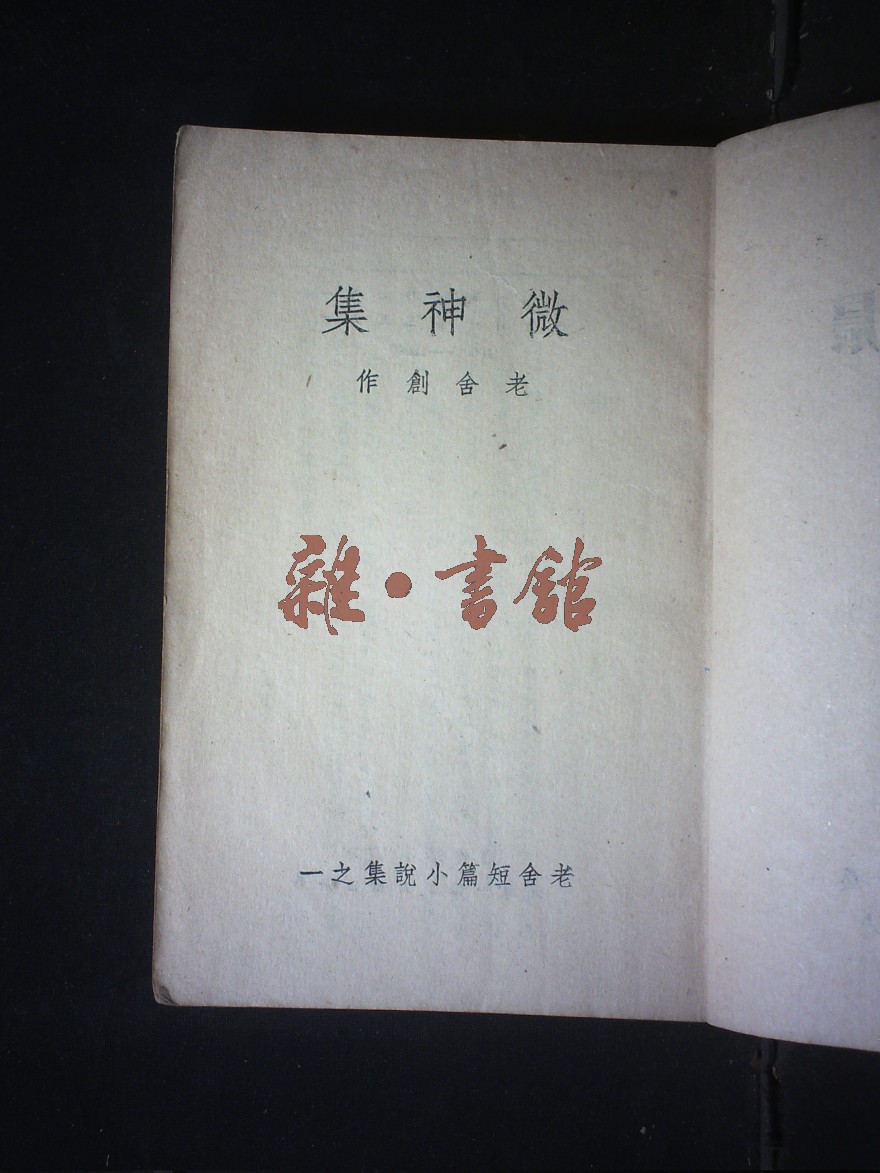 微神集
老舍創作
雜·書館
老舍短篇小說集之一